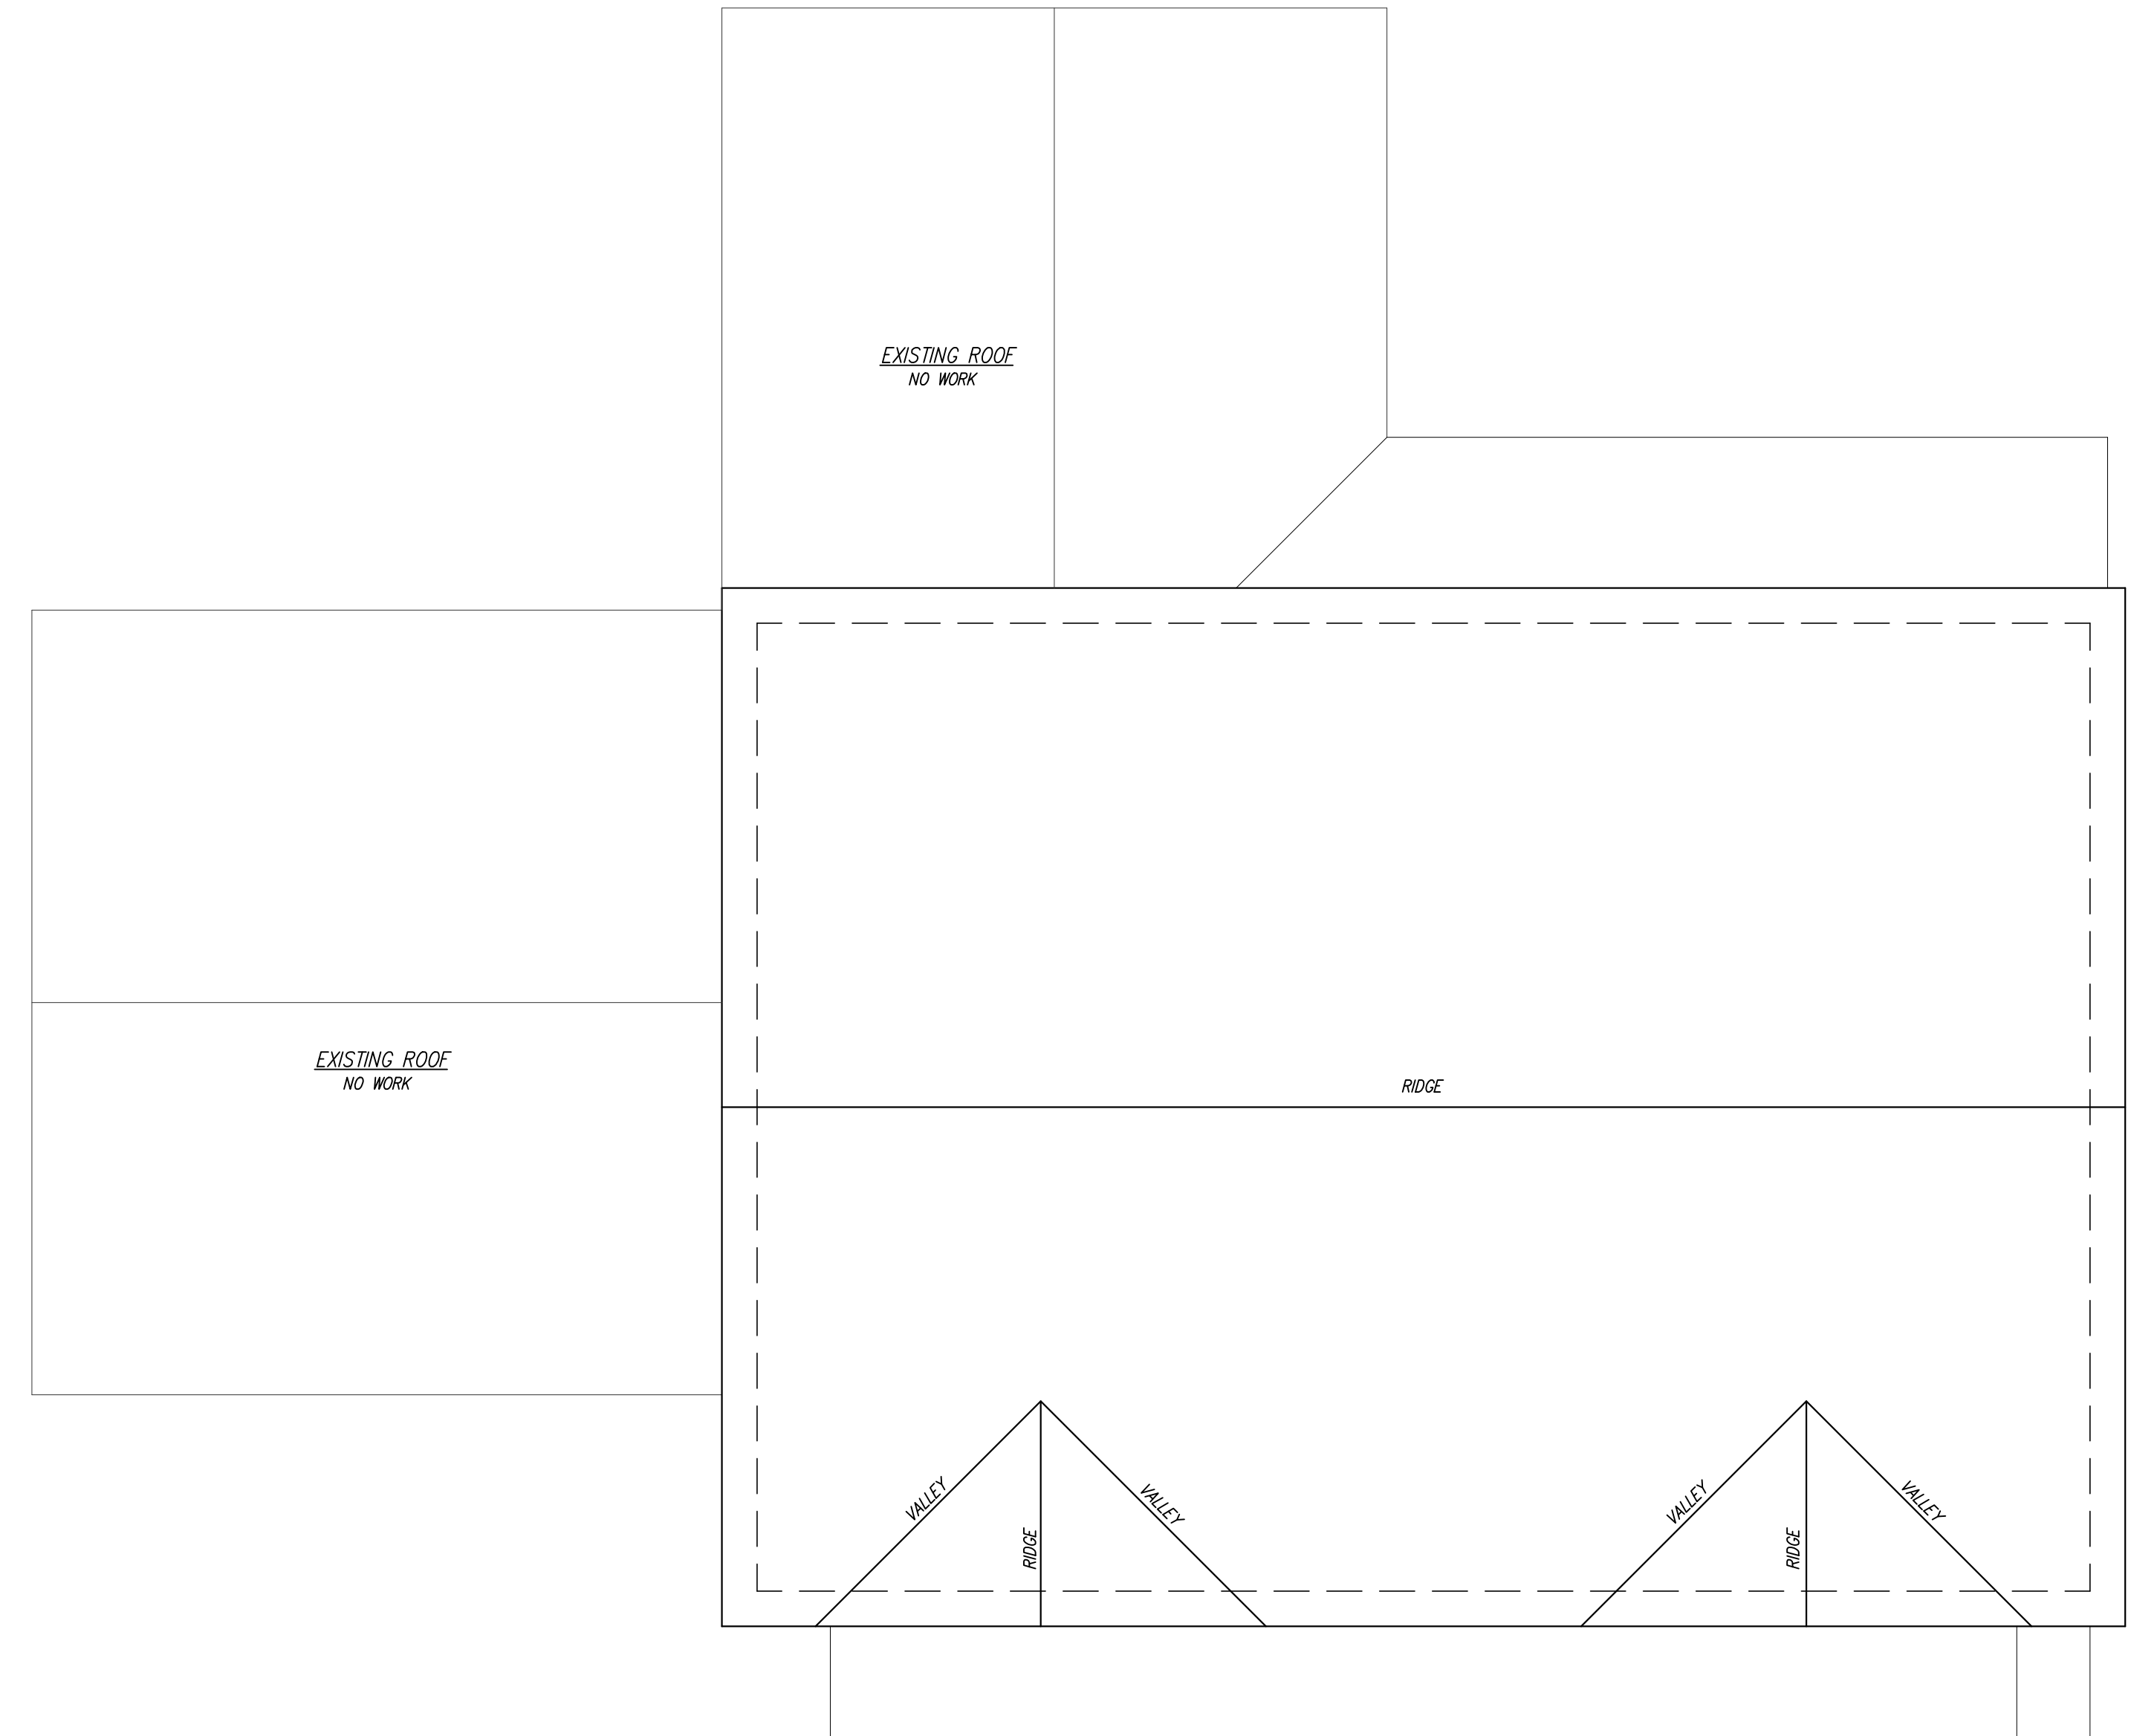 EXISTING ROOF
NO WORK
EXISTING ROOF
NO WORK
RIDGE
VALLEY
RIDGE
VALLEY
VALLEY
RIDGE
VALLEY